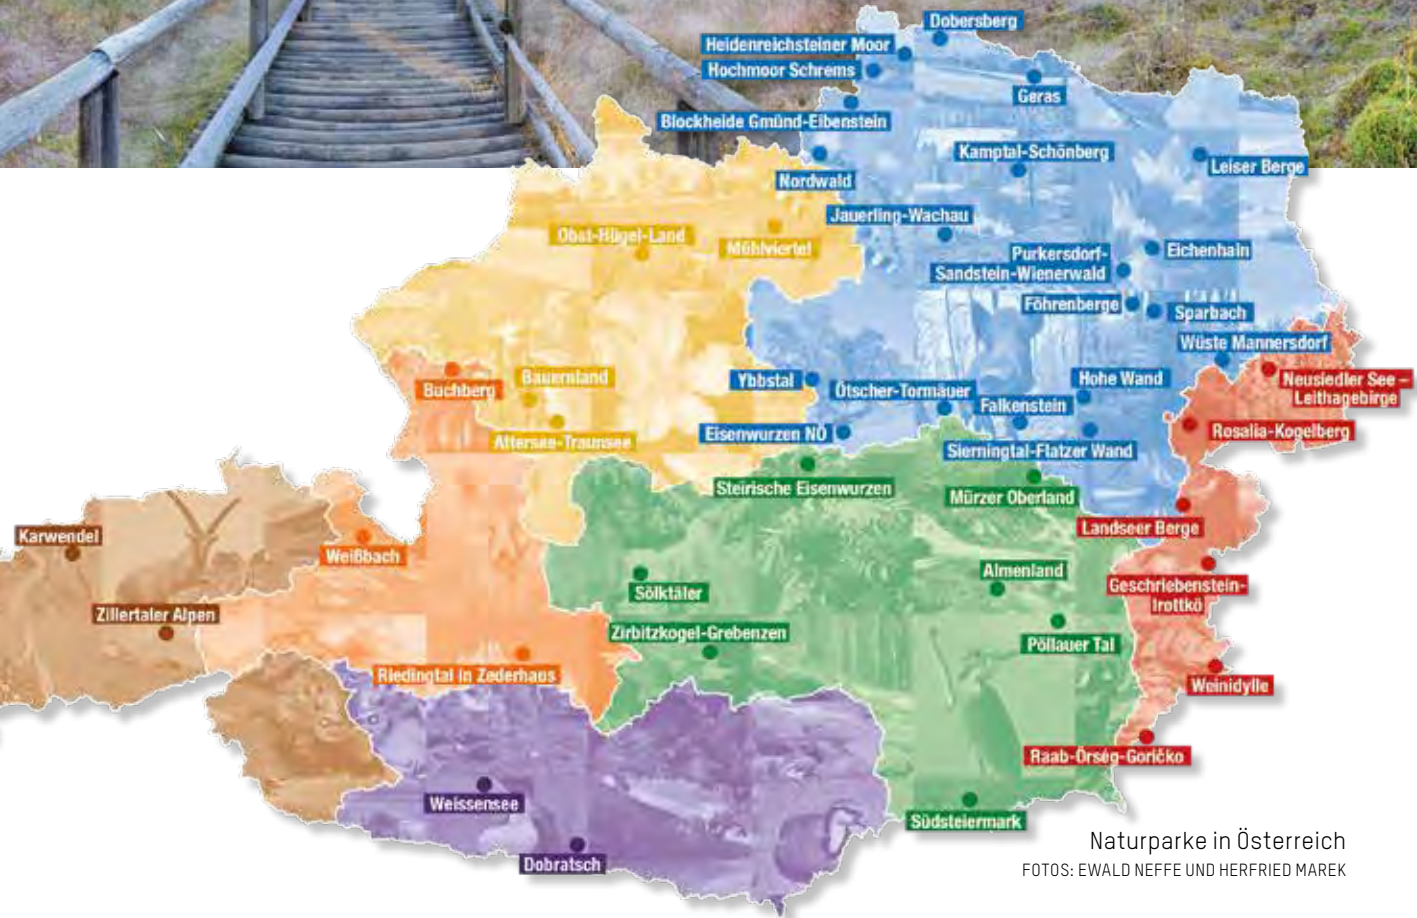 Dobersberg
Heidenreichsteiner Moor
Hochmoor Schrems
Geras
Blockheide Gmünd-Eibenstein
Kamptal-Schönberg
Leiser Berge
Nordwald
Jauerling-Wachau
Obst-Hügel-Land
Mühlviertel
Purkersdorf-
Sandstein-Wienerwald
Eichenhain
Föhrenberge
Sparbach
Wüste Mannersdorf
Buchberg
Bauernland
Ybbstal
Ötscher-Tormäuer
Hohe Wand
Neusiedler See –
Leithagebirge
Falkenstein
Attersee-Traunsee
Eisenwurzen NÖ
Rosalia-Kogelberg
Sierningtal-Flatzer Wand
Steirische Eisenwurzen
Mürzer Oberland
Landseer Berge
Karwendel
Weißbach
Almenland
Sölktäler
Geschriebenstein-
Irottkö
Zillertaler Alpen
Zirbitzkogel-Grebenzen
Pöllauer Tal
Riedingtal in Zederhaus
Weinidylle
Raab-Örség-Goričko
Weissensee
Südsteiermark
Dobratsch
Naturparke in Österreich
FOTOS: EWALD NEFFE UND HERFRIED MAREK